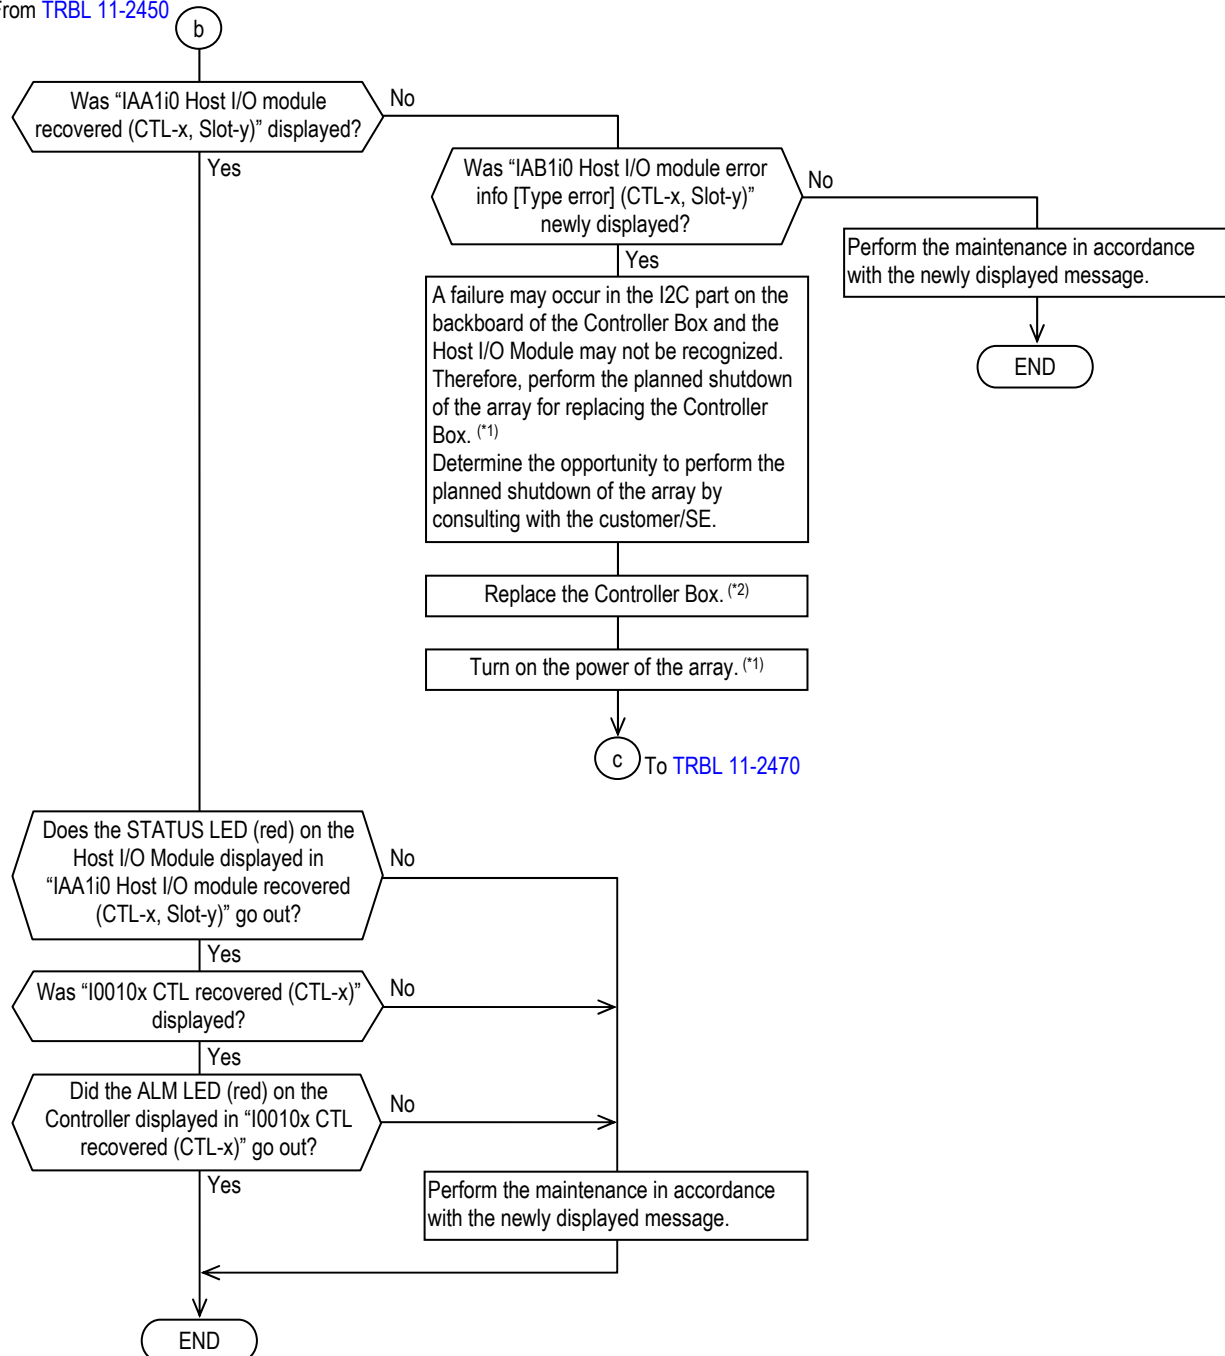 From TRBL 11-2450
b
Was “IAA1i0 Host I/O module
recovered (CTL-x, Slot-y)” displayed?
No
Yes
Was “IAB1i0 Host I/O module error
info [Type error] (CTL-x, Slot-y)”
newly displayed?
No
Yes
Perform the maintenance in accordance
with the newly displayed message.
END
A failure may occur in the I2C part on the
backboard of the Controller Box and the
Host I/O Module may not be recognized.
Therefore, perform the planned shutdown
of the array for replacing the Controller
Box. (*1)
Determine the opportunity to perform the
planned shutdown of the array by
consulting with the customer/SE.
Replace the Controller Box. (*2)
Turn on the power of the array. (*1)
c
To TRBL 11-2470
Does the STATUS LED (red) on the
Host I/O Module displayed in
“IAA1i0 Host I/O module recovered
(CTL-x, Slot-y)” go out?
No
Yes
Was “I0010x CTL recovered (CTL-x)”
displayed?
No
Yes
Did the ALM LED (red) on the
Controller displayed in “I0010x CTL
recovered (CTL-x)” go out?
No
Yes
Perform the maintenance in accordance
with the newly displayed message.
END